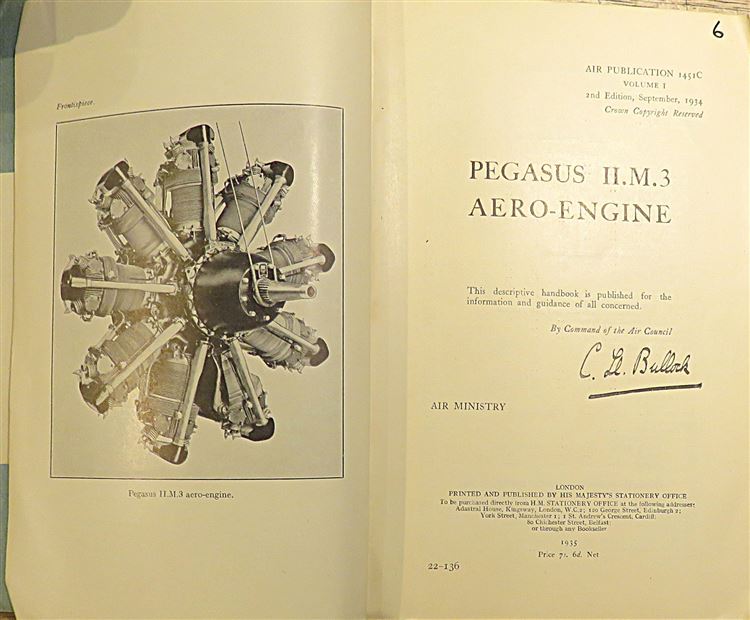 Frontispiece.
Pegasus II.M.3 aero-engine.
6
AIR PUBLICATION 1451C
VOLUME I
2nd Edition, September, 1934
Crown Copyright Reserved
PEGASUS II.M.3
AERO-ENGINE
This descriptive handbook is published for the
information and guidance of all concerned.
By Command of the Air Council
C. Ll. Bullock
AIR MINISTRY
LONDON
PRINTED AND PUBLISHED BY HIS MAJESTY'S STATIONERY OFFICE
To be purchased directly from H.M. STATIONERY OFFICE at the following addresses:
Adastral House, Kingsway, London, W.C.2; 120 George Street, Edinburgh 2;
York Street, Manchester 1; 1 St. Andrew's Crescent, Cardiff;
80 Chichester Street, Belfast;
or through any Bookseller
1935
Price 7s. 6d. Net
22-136